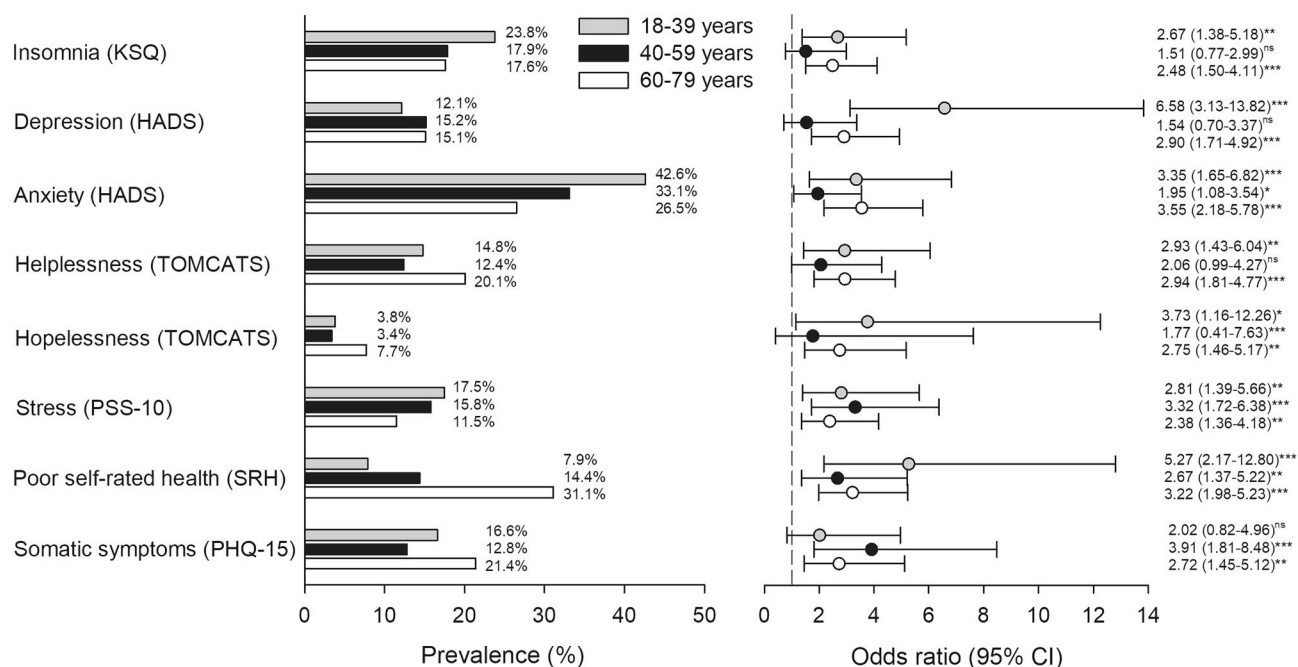 18-39 years
40-59 years
60-79 years
Insomnia (KSQ)
23.8%
17.9%
17.6%
2.67 (1.38-5.18)**
1.51 (0.77-2.99)ns
2.48 (1.50-4.11)***
Depression (HADS)
12.1%
15.2%
15.1%
6.58 (3.13-13.82)***
1.54 (0.70-3.37)ns
2.90 (1.71-4.92)***
Anxiety (HADS)
42.6%
33.1%
26.5%
3.35 (1.65-6.82)***
1.95 (1.08-3.54)*
3.55 (2.18-5.78)***
Helplessness (TOMCATS)
14.8%
12.4%
20.1%
2.93 (1.43-6.04)**
2.06 (0.99-4.27)ns
2.94 (1.81-4.77)***
Hopelessness (TOMCATS)
3.8%
3.4%
7.7%
3.73 (1.16-12.26)*
1.77 (0.41-7.63)***
2.75 (1.46-5.17)**
Stress (PSS-10)
17.5%
15.8%
11.5%
2.81 (1.39-5.66)**
3.32 (1.72-6.38)***
2.38 (1.36-4.18)**
Poor self-rated health (SRH)
7.9%
14.4%
31.1%
5.27 (2.17-12.80)***
2.67 (1.37-5.22)**
3.22 (1.98-5.23)***
Somatic symptoms (PHQ-15)
16.6%
12.8%
21.4%
2.02 (0.82-4.96)ns
3.91 (1.81-8.48)***
2.72 (1.45-5.12)**
0 10 20 30 40 50
Prevalence (%)
0 2 4 6 8 10 12 14
Odds ratio (95% CI)